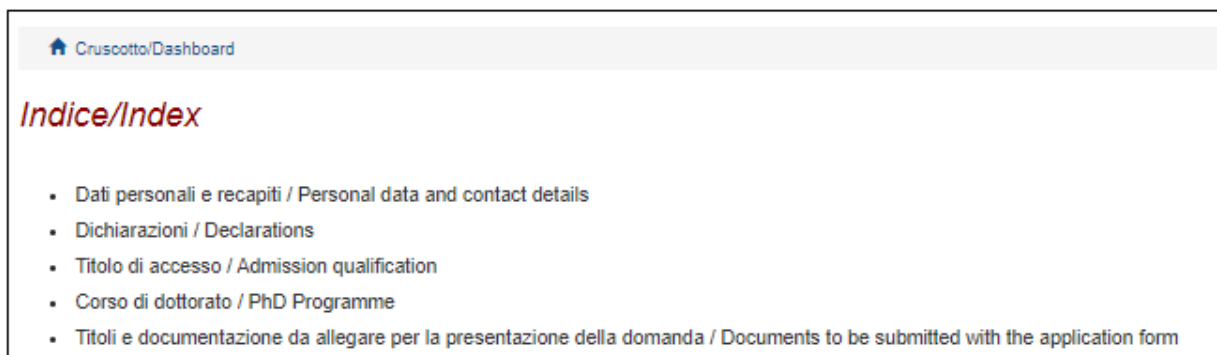 Cruscotto/Dashboard
Indice/Index
• Dati personali e recapiti / Personal data and contact details
• Dichiarazioni / Declarations
• Titolo di accesso / Admission qualification
• Corso di dottorato / PhD Programme
• Titoli e documentazione da allegare per la presentazione della domanda / Documents to be submitted with the application form